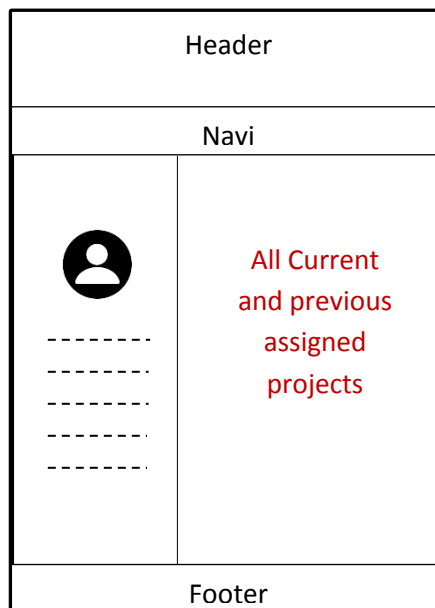 Header
Navi
All Current
and previous
assigned
projects
Footer